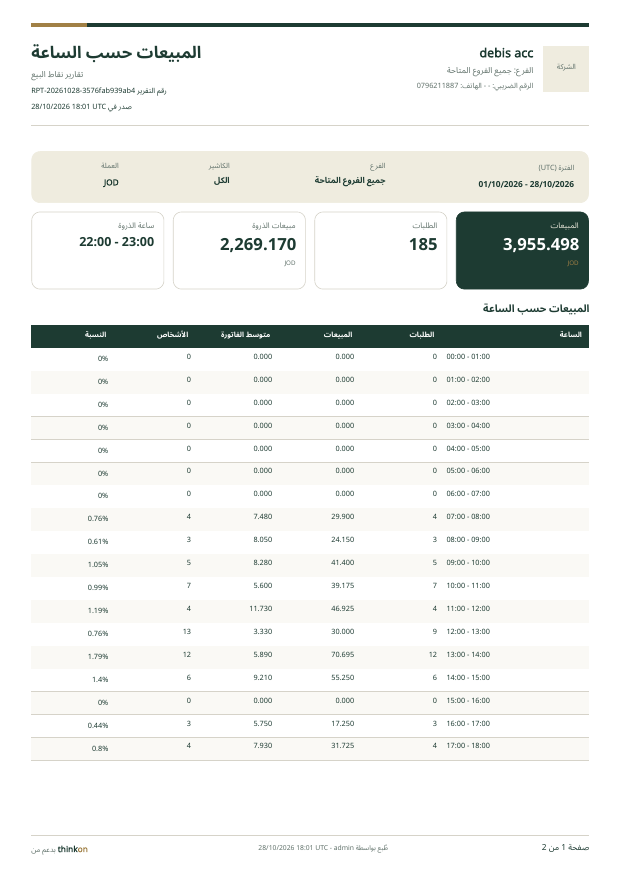 المبيعات حسب الساعة
تقارير نقاط البيع
رقم التقرير RPT-20261028-3576fab939ab4
صدر في 28/10/2026 18:01 UTC
الشركة
debis acc
الفرع: جميع الفروع المتاحة
الرقم الضريبي: - - الهاتف: 0796211887
الفترة (UTC) الفرع الكاشير العملة
01/10/2026 - 28/10/2026 جميع الفروع المتاحة الكل JOD
المبيعات الطلبات مبيعات الذروة ساعة الذروة
3,955.498 185 2,269.170 22:00 - 23:00
JOD JOD
المبيعات حسب الساعة
الساعة الطلبات المبيعات متوسط الفاتورة الأشخاص النسبة
00:00 - 01:00 0 0.000 0.000 0 0%
01:00 - 02:00 0 0.000 0.000 0 0%
02:00 - 03:00 0 0.000 0.000 0 0%
03:00 - 04:00 0 0.000 0.000 0 0%
04:00 - 05:00 0 0.000 0.000 0 0%
05:00 - 06:00 0 0.000 0.000 0 0%
06:00 - 07:00 0 0.000 0.000 0 0%
07:00 - 08:00 4 29.900 7.480 4 0.76%
08:00 - 09:00 3 24.150 8.050 3 0.61%
09:00 - 10:00 5 41.400 8.280 5 1.05%
10:00 - 11:00 7 39.175 5.600 7 0.99%
11:00 - 12:00 4 46.925 11.730 4 1.19%
12:00 - 13:00 9 30.000 3.330 13 0.76%
13:00 - 14:00 12 70.695 5.890 12 1.79%
14:00 - 15:00 6 55.250 9.210 6 1.4%
15:00 - 16:00 0 0.000 0.000 0 0%
16:00 - 17:00 3 17.250 5.750 3 0.44%
17:00 - 18:00 4 31.725 7.930 4 0.8%
صفحة 1 من 2
طُبع بواسطة 28/10/2026 18:01 UTC - admin
بدعم من thinkon